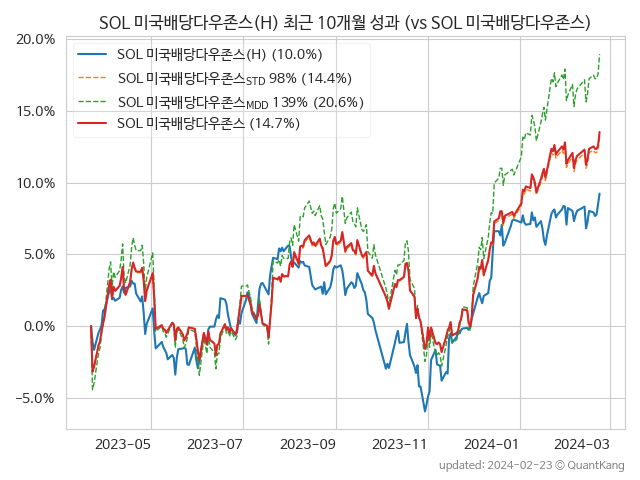 SOL 미국배당다우존스(H) 최근 10개월 성과 (vs SOL 미국배당다우존스)
20.0%
15.0%
10.0%
5.0%
0.0%
−5.0%
SOL 미국배당다우존스(H) (10.0%)
SOL 미국배당다우존스STD 98% (14.4%)
SOL 미국배당다우존스MDD 139% (20.6%)
SOL 미국배당다우존스 (14.7%)
2023-05 2023-07 2023-09 2023-11 2024-01 2024-03
updated: 2024-02-23 © QuantKang